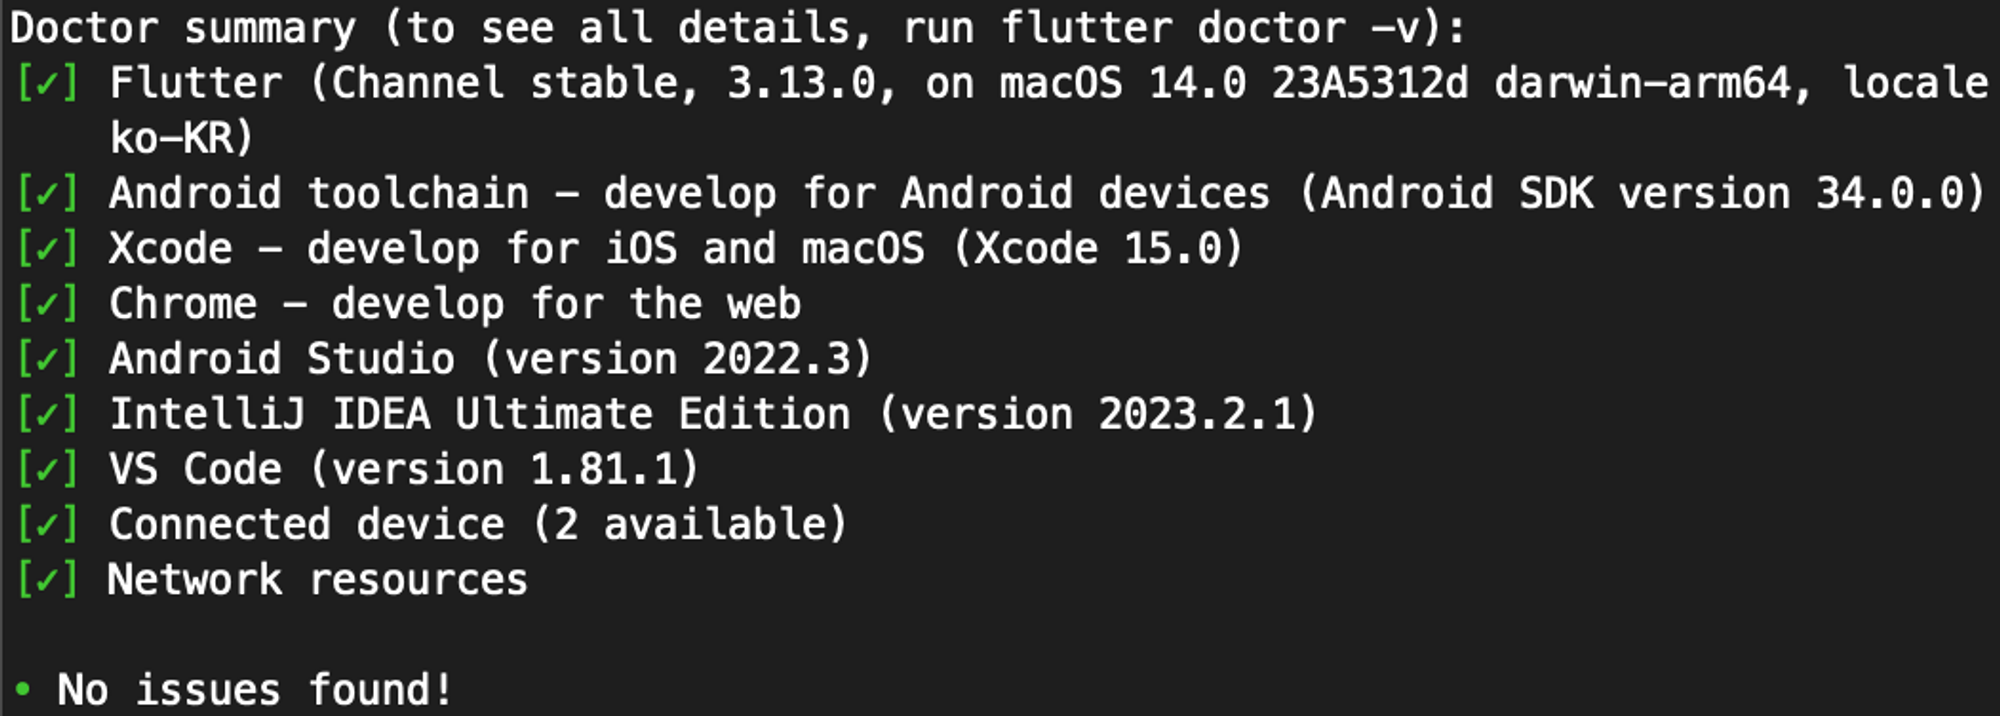 Doctor summary (to see all details, run flutter doctor -v):
[✓] Flutter (Channel stable, 3.13.0, on macOS 14.0 23A5312d darwin-arm64, locale
ko-KR)
[✓] Android toolchain - develop for Android devices (Android SDK version 34.0.0)
[✓] Xcode - develop for iOS and macOS (Xcode 15.0)
[✓] Chrome - develop for the web
[✓] Android Studio (version 2022.3)
[✓] IntelliJ IDEA Ultimate Edition (version 2023.2.1)
[✓] VS Code (version 1.81.1)
[✓] Connected device (2 available)
[✓] Network resources
• No issues found!